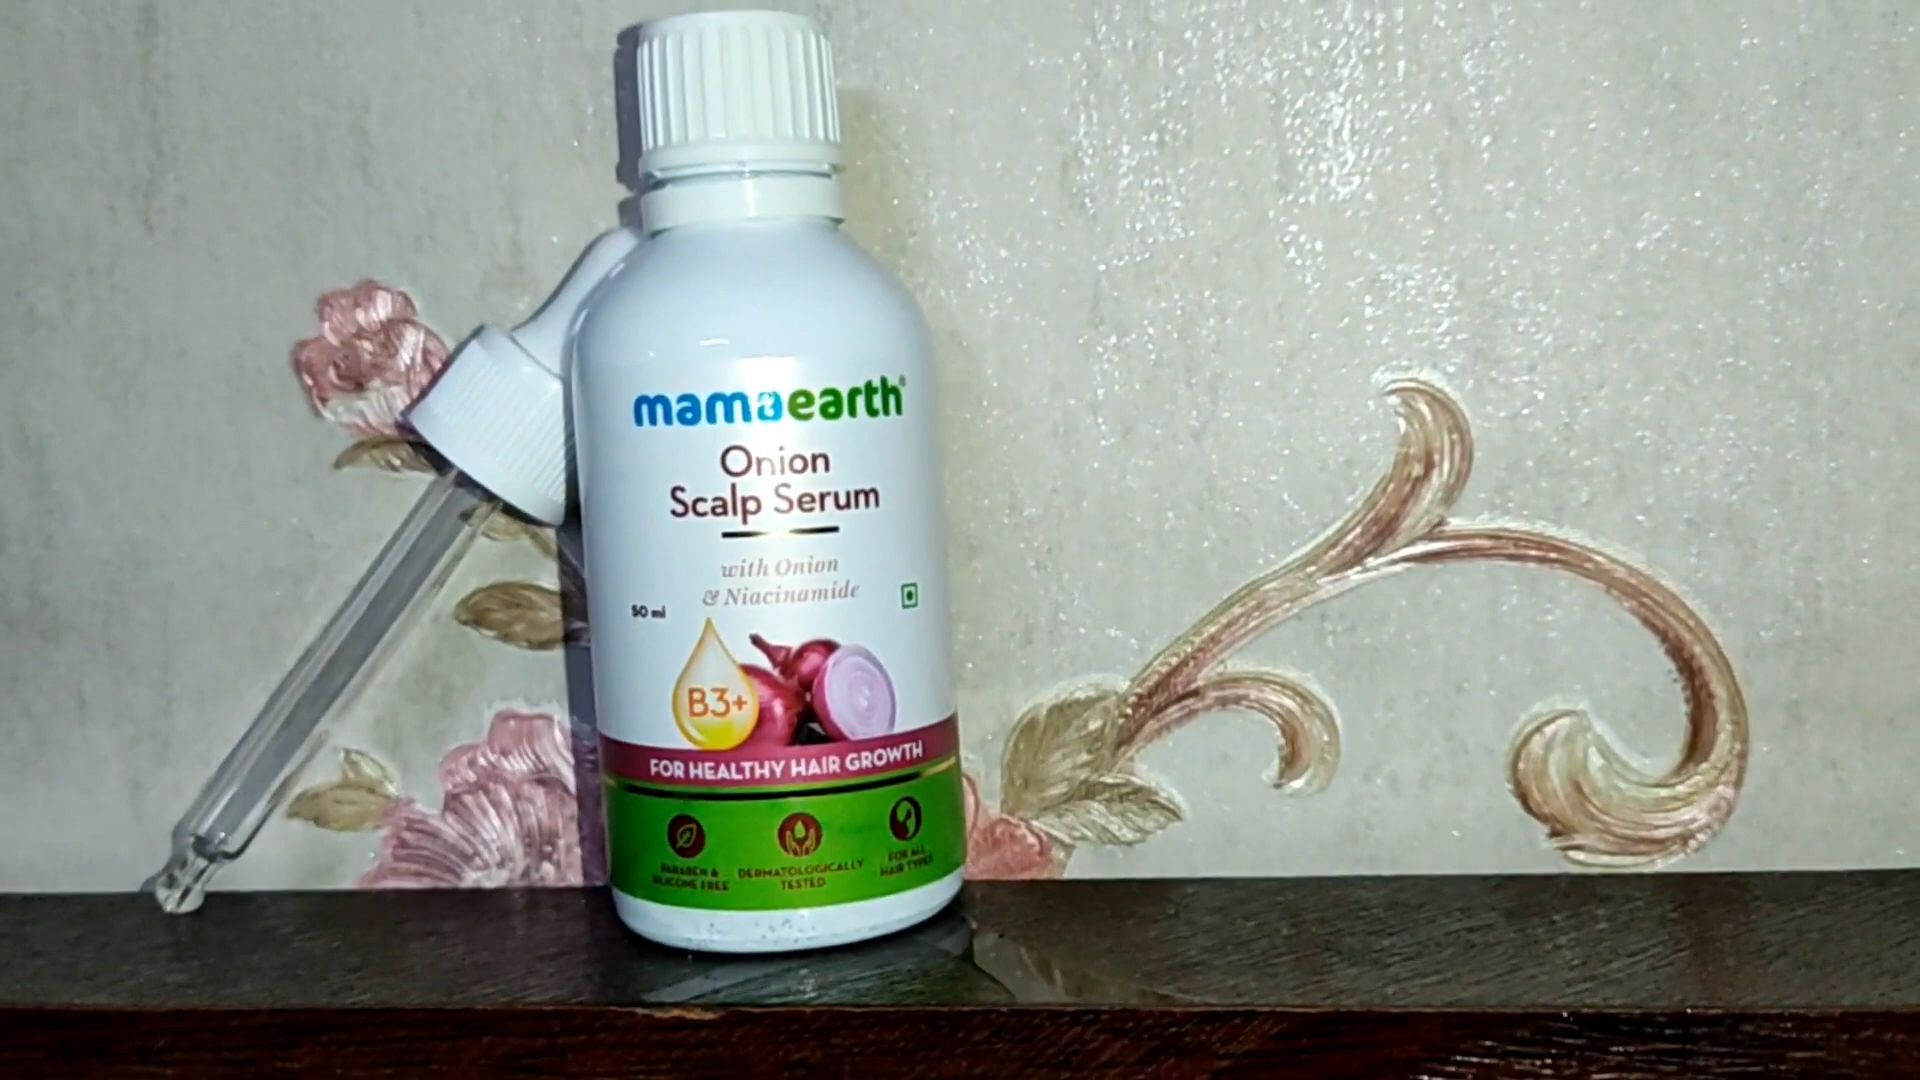 mamaearth®
Onion
Scalp Serum
with Onion
& Niacinamide
50 ml
B3+
FOR HEALTHY HAIR GROWTH
PARABEN &
SILICONE FREE
DERMATOLOGICALLY
TESTED
FOR ALL
HAIR TYPES